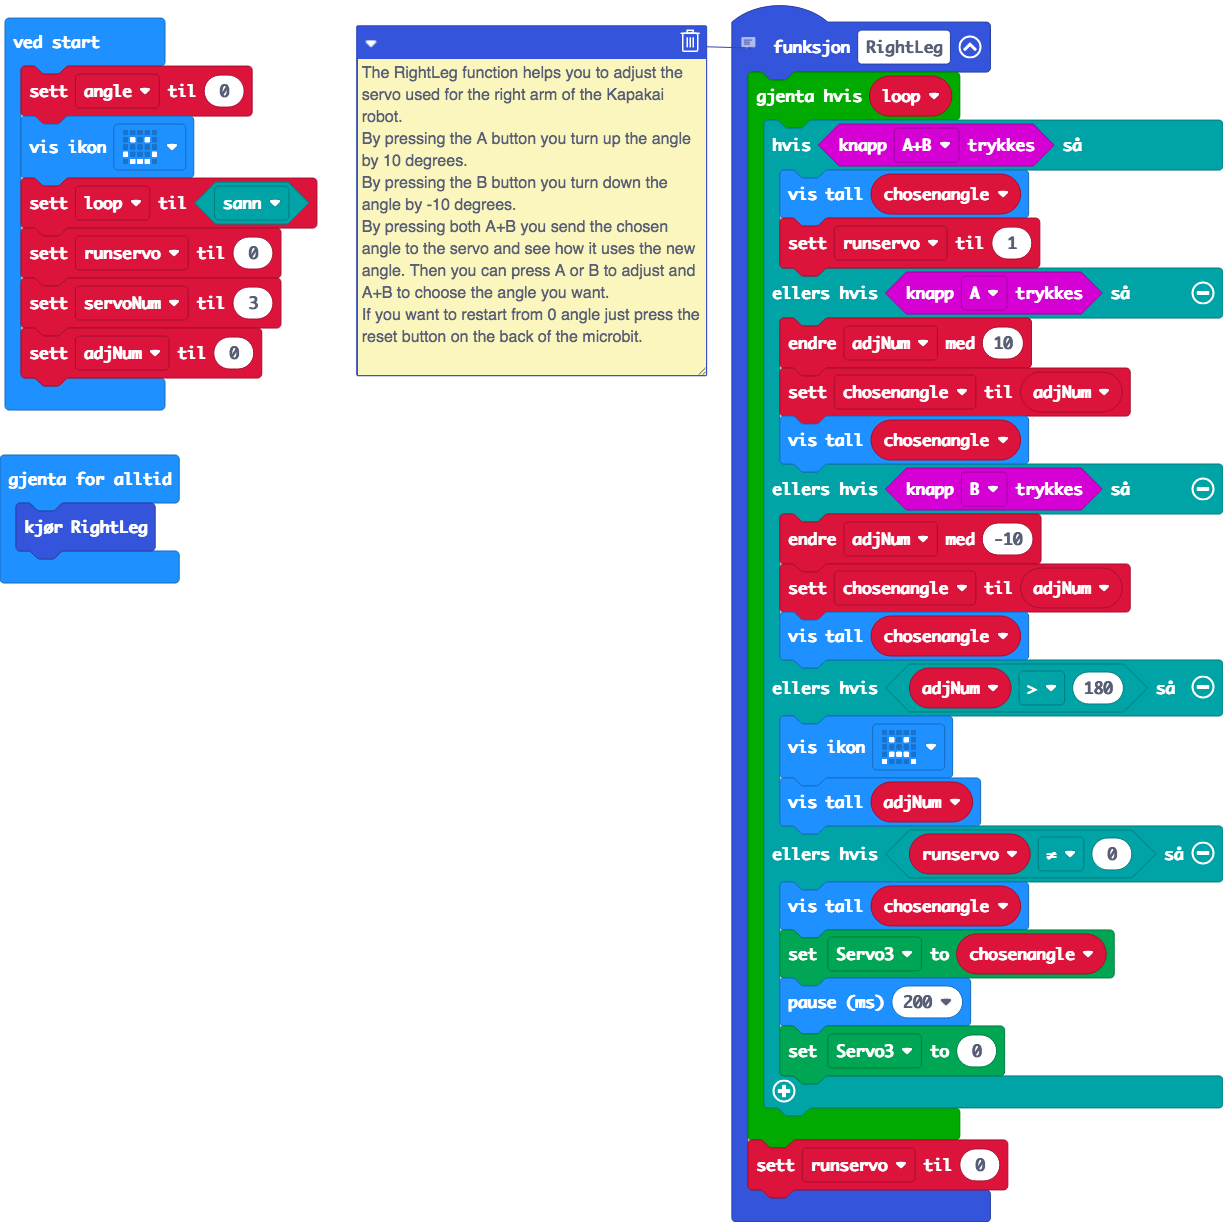 ved start
sett angle til 0
vis ikon
sett loop til sann
sett runservo til 0
sett servoNum til 3
sett adjNum til 0
gjenta for alltid
kjør RightLeg
The RightLeg function helps you to adjust the
servo used for the right arm of the Kapakai
robot.
By pressing the A button you turn up the angle
by 10 degrees.
By pressing the B button you turn down the
angle by -10 degrees.
By pressing both A+B you send the chosen
angle to the servo and see how it uses the new
angle. Then you can press A or B to adjust and
A+B to choose the angle you want.
If you want to restart from 0 angle just press the
reset button on the back of the microbit.
funksjon RightLeg
gjenta hvis loop
hvis knapp A+B trykkes så
vis tall chosenangle
sett runservo til 1
ellers hvis knapp A trykkes så
endre adjNum med 10
sett chosenangle til adjNum
vis tall chosenangle
ellers hvis knapp B trykkes så
endre adjNum med -10
sett chosenangle til adjNum
vis tall chosenangle
ellers hvis adjNum > 180 så
vis ikon
vis tall adjNum
ellers hvis runservo ≠ 0 så
vis tall chosenangle
set Servo3 to chosenangle
pause (ms) 200
set Servo3 to 0
sett runservo til 0